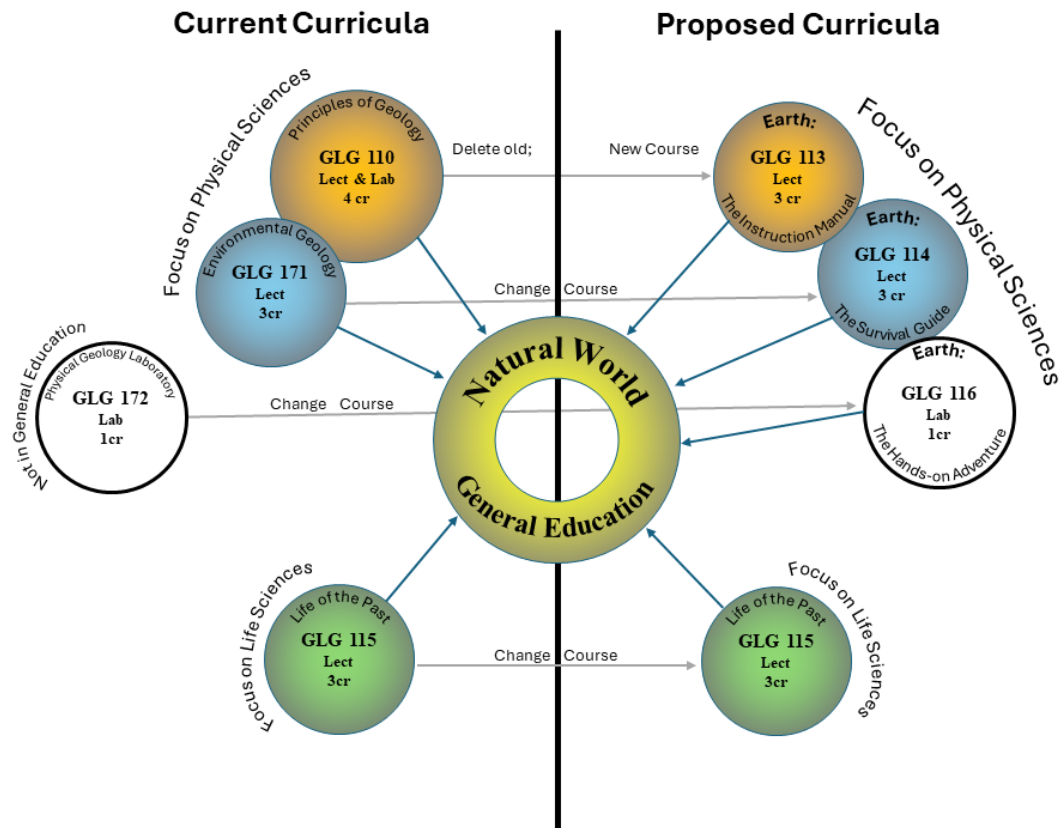 Current Curricula
Proposed Curricula
Focus on Physical Sciences
Principles of Geology
GLG 110
Lect & Lab
4 cr
Delete old;
New Course
Earth:
GLG 113
Lect
3 cr
The Instruction Manual
Focus on Physical Sciences
Environmental Geology
GLG 171
Lect
3cr
Change Course
Earth:
GLG 114
Lect
3 cr
The Survival Guide
Not in General Education
Physical Geology Laboratory
GLG 172
Lab
1cr
Change Course
Natural World
General Education
Earth:
GLG 116
Lab
1cr
The Hands-on Adventure
Focus on Life Sciences
Life of the Past
GLG 115
Lect
3cr
Change Course
Life of the Past
GLG 115
Lect
3cr
Focus on Life Sciences